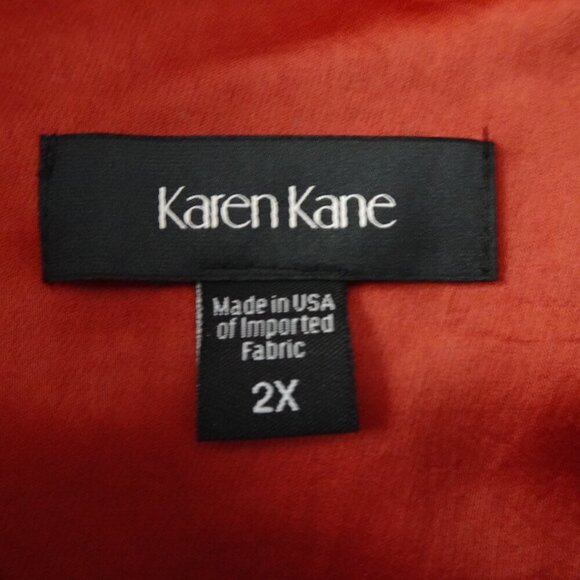 Karen Kane
Made in USA
of Imported
Fabric
2X